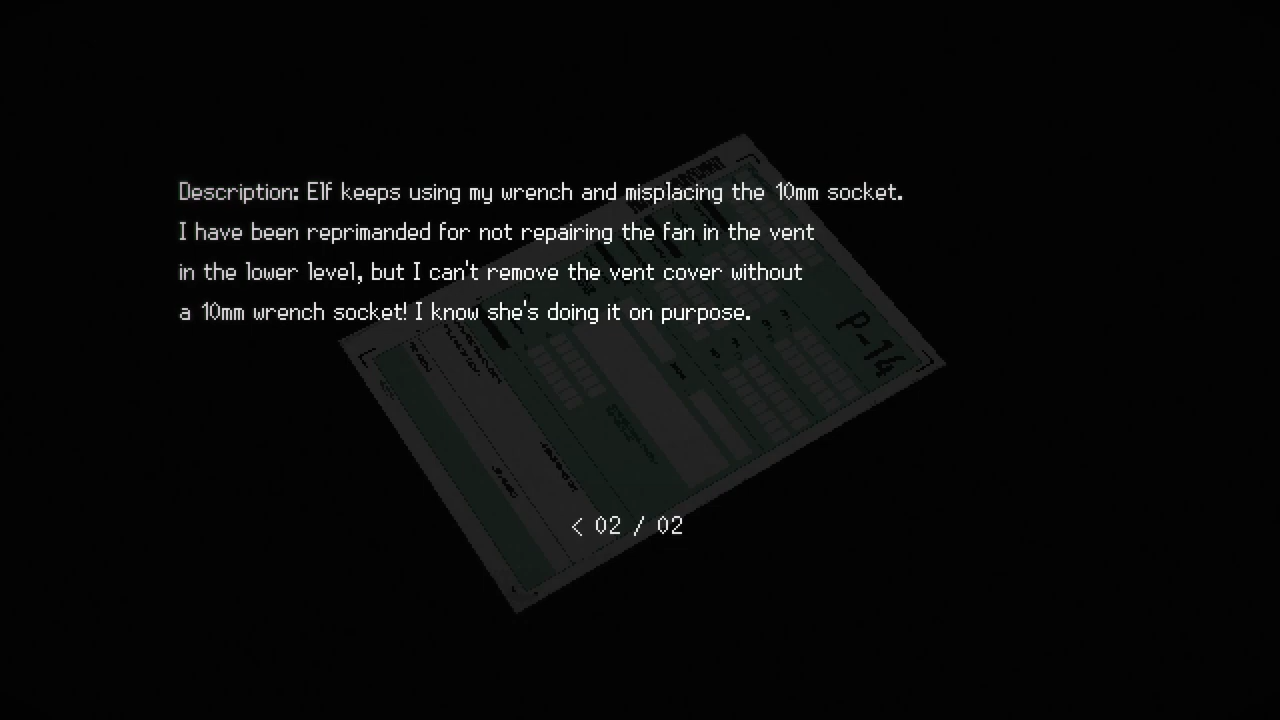 Description: Elf keeps using my wrench and misplacing the 10mm socket.
I have been reprimanded for not repairing the fan in the vent
in the lower level, but I can't remove the vent cover without
a 10mm wrench socket! I know she's doing it on purpose.
P-14
< 02 / 02